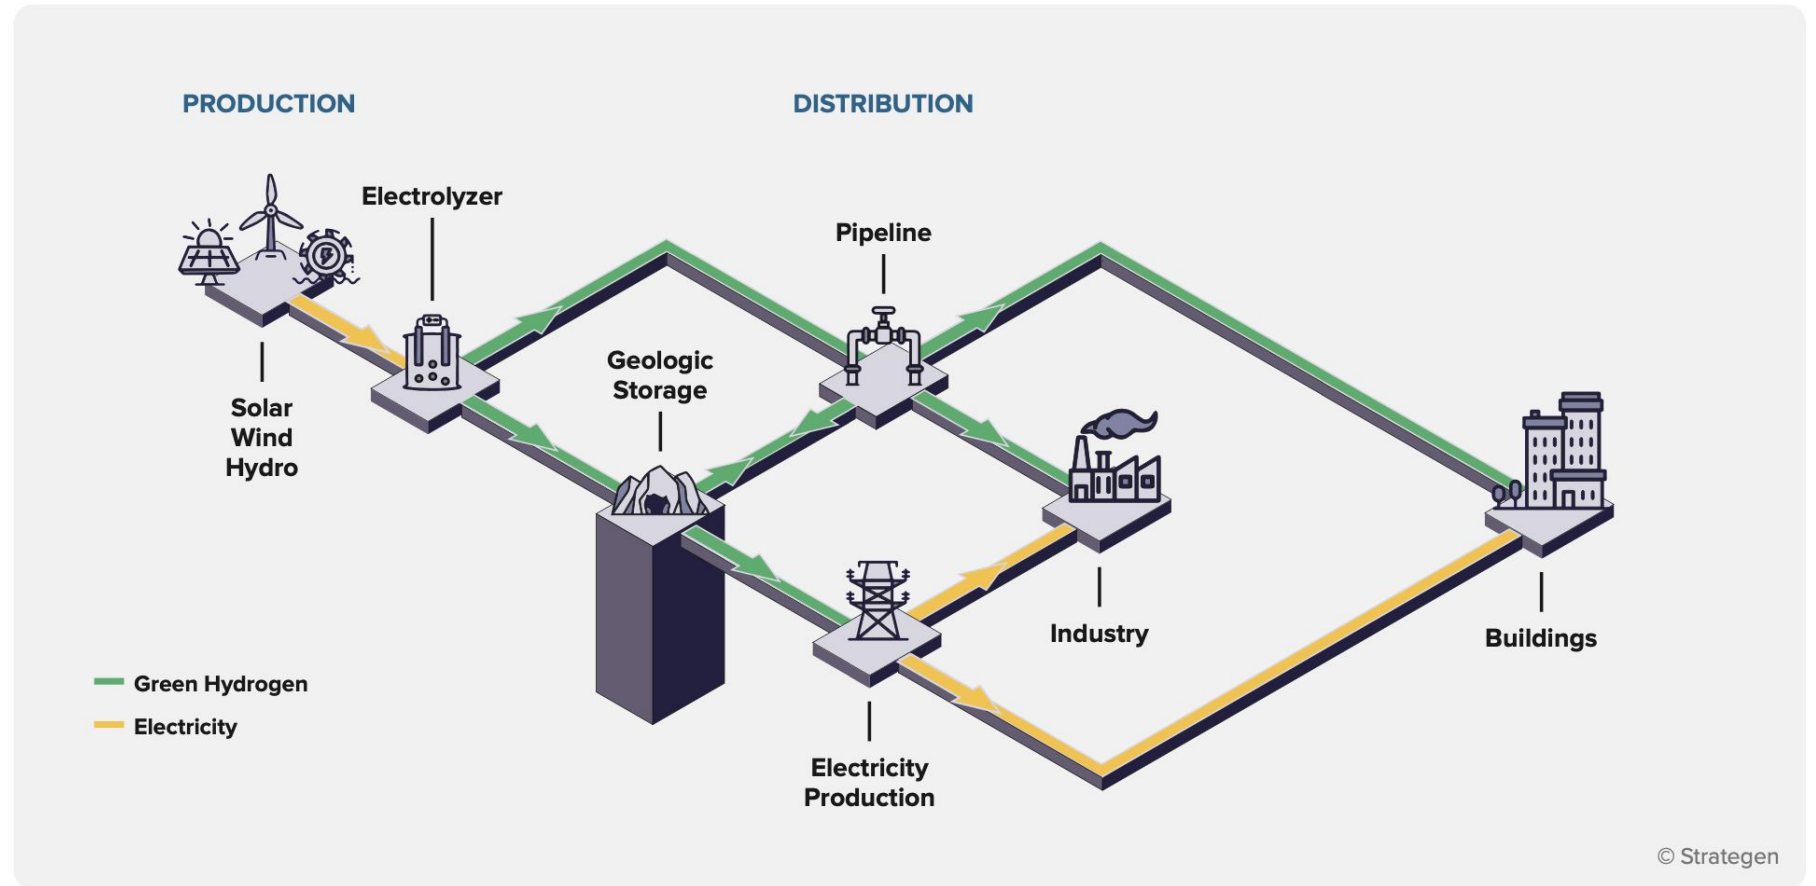 PRODUCTION
DISTRIBUTION
Electrolyzer
Pipeline
Geologic
Storage
Solar
Wind
Hydro
Industry
Buildings
Green Hydrogen
Electricity
Electricity
Production
© Strategen